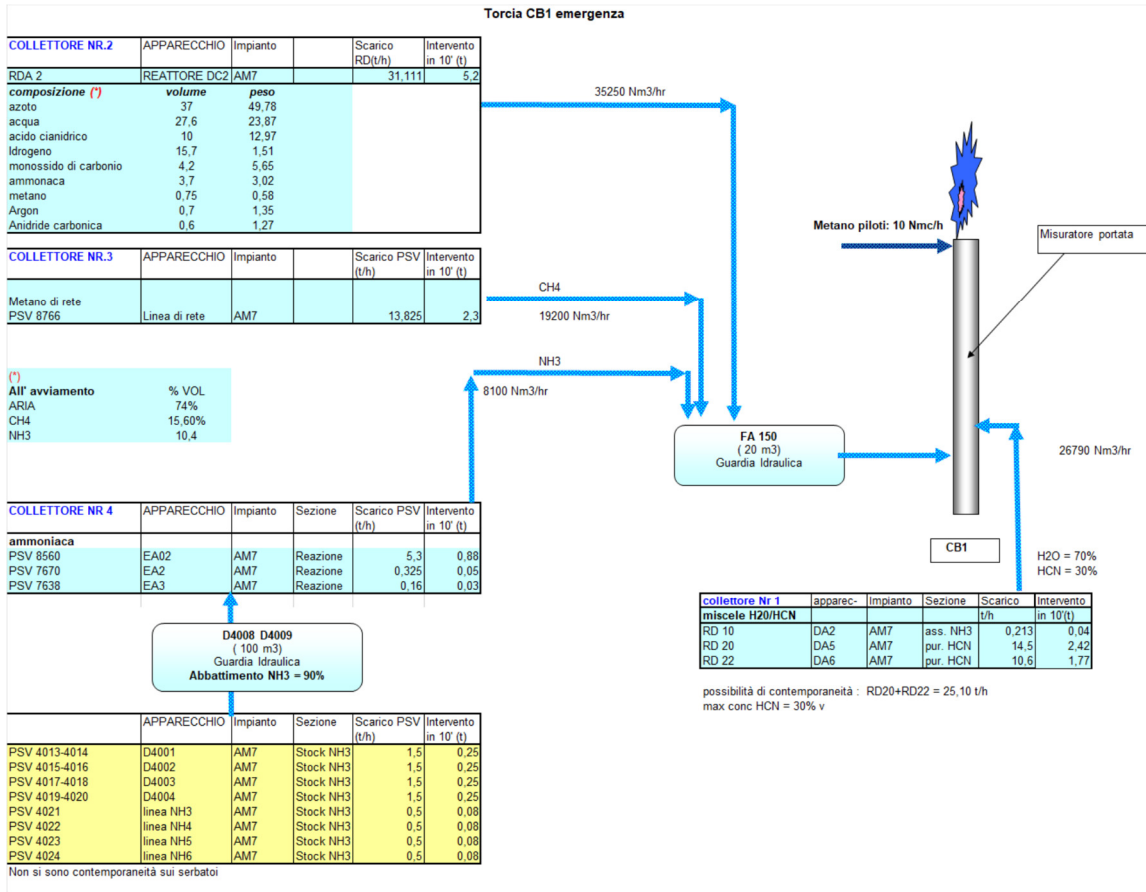 Torcia CB1 emergenza
COLLETTORE NR.2 APPARECCHIO Impianto Scarico RD(t/h) Intervento in 10' (t)
RDA 2 REATTORE DC2 AM7 31,111 5,2
composizione (*) volume peso
azoto 37 49,78
acqua 27,6 23,87
acido cianidrico 10 12,97
Idrogeno 15,7 1,51
monossido di carbonio 4,2 5,65
ammonaca 3,7 3,02
metano 0,75 0,58
Argon 0,7 1,35
Anidride carbonica 0,6 1,27
35250 Nm3/hr
COLLETTORE NR.3 APPARECCHIO Impianto Scarico PSV (t/h) Intervento in 10' (t)
Metano di rete
PSV 8766 Linea di rete AM7 13,825 2,3
CH4
19200 Nm3/hr
NH3
8100 Nm3/hr
(*)
All' avviamento % VOL
ARIA 74%
CH4 15,60%
NH3 10,4
Metano piloti: 10 Nmc/h
Misuratore portata
FA 150
( 20 m3)
Guardia Idraulica
26790 Nm3/hr
CB1
H2O = 70%
HCN = 30%
COLLETTORE NR 4 APPARECCHIO Impianto Sezione Scarico PSV (t/h) Intervento in 10' (t)
ammoniaca
PSV 8560 EA02 AM7 Reazione 5,3 0,88
PSV 7670 EA2 AM7 Reazione 0,325 0,05
PSV 7638 EA3 AM7 Reazione 0,16 0,03
D4008 D4009
( 100 m3)
Guardia Idraulica
Abbattimento NH3 = 90%
collettore Nr 1 apparec- Impianto Sezione Scarico Intervento
miscele H20/HCN t/h in 10'(t)
RD 10 DA2 AM7 ass. NH3 0,213 0,04
RD 20 DA5 AM7 pur. HCN 14,5 2,42
RD 22 DA6 AM7 pur. HCN 10,6 1,77
possibilità di contemporaneità : RD20+RD22 = 25,10 t/h
max conc HCN = 30% v
APPARECCHIO Impianto Sezione Scarico PSV (t/h) Intervento in 10' (t)
PSV 4013-4014 D4001 AM7 Stock NH3 1,5 0,25
PSV 4015-4016 D4002 AM7 Stock NH3 1,5 0,25
PSV 4017-4018 D4003 AM7 Stock NH3 1,5 0,25
PSV 4019-4020 D4004 AM7 Stock NH3 1,5 0,25
PSV 4021 linea NH3 AM7 Stock NH3 0,5 0,08
PSV 4022 linea NH4 AM7 Stock NH3 0,5 0,08
PSV 4023 linea NH5 AM7 Stock NH3 0,5 0,08
PSV 4024 linea NH6 AM7 Stock NH3 0,5 0,08
Non si sono contemporaneità sui serbatoi